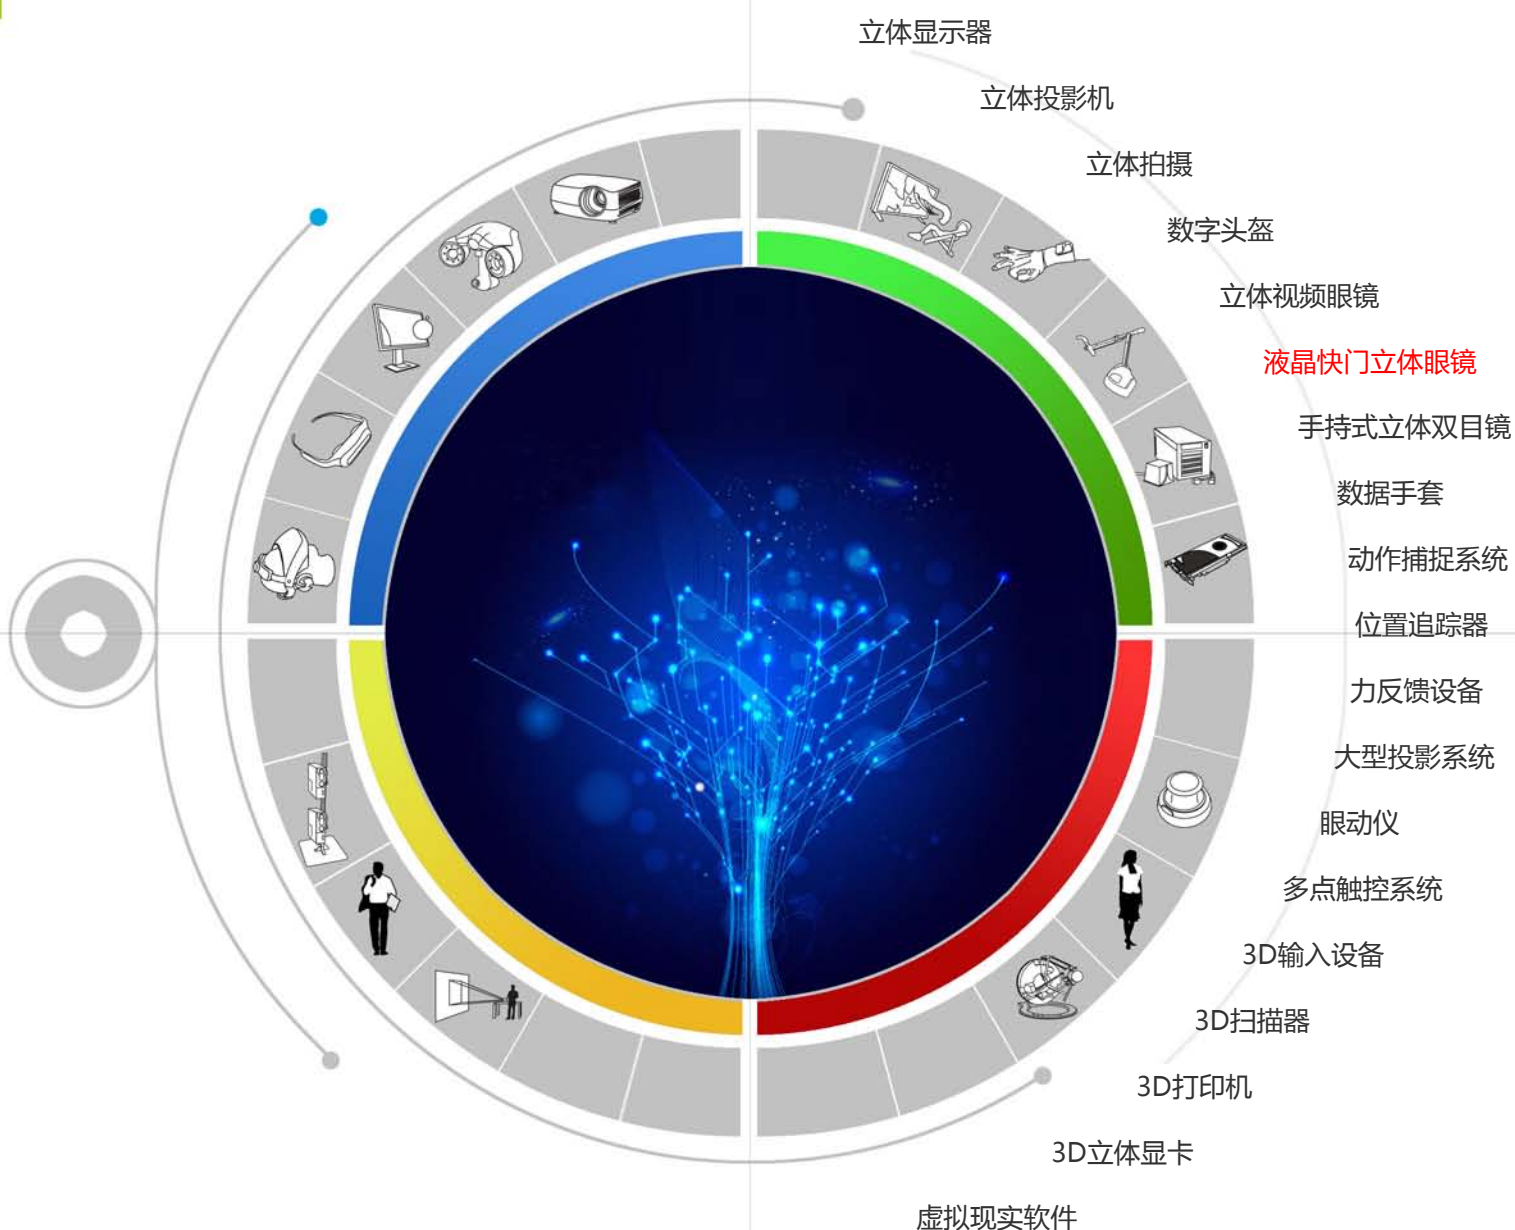 立体显示器
立体投影机
立体拍摄
数字头盔
立体视频眼镜
液晶快门立体眼镜
手持式立体双目镜
数据手套
动作捕捉系统
位置追踪器
力反馈设备
大型投影系统
眼动仪
多点触控系统
3D输入设备
3D扫描器
3D打印机
3D立体显卡
虚拟现实软件